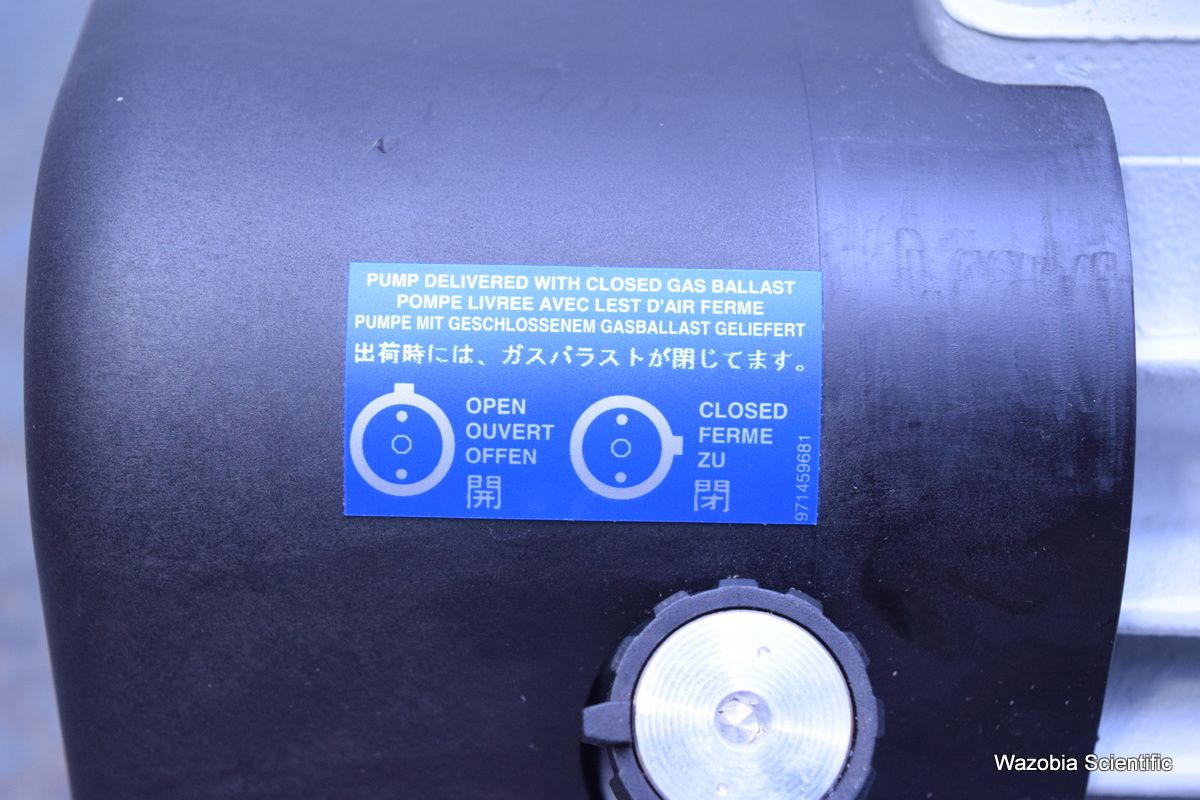 PUMP DELIVERED WITH CLOSED GAS BALLAST
POMPE LIVREE AVEC LEST D'AIR FERME
PUMPE MIT GESCHLOSSENEM GASBALLAST GELIEFERT
出荷時には、ガスバラストが閉じてます。
OPEN
OUVERT
OFFEN
開
CLOSED
FERME
ZU
閉
971459681
Wazobia Scientific